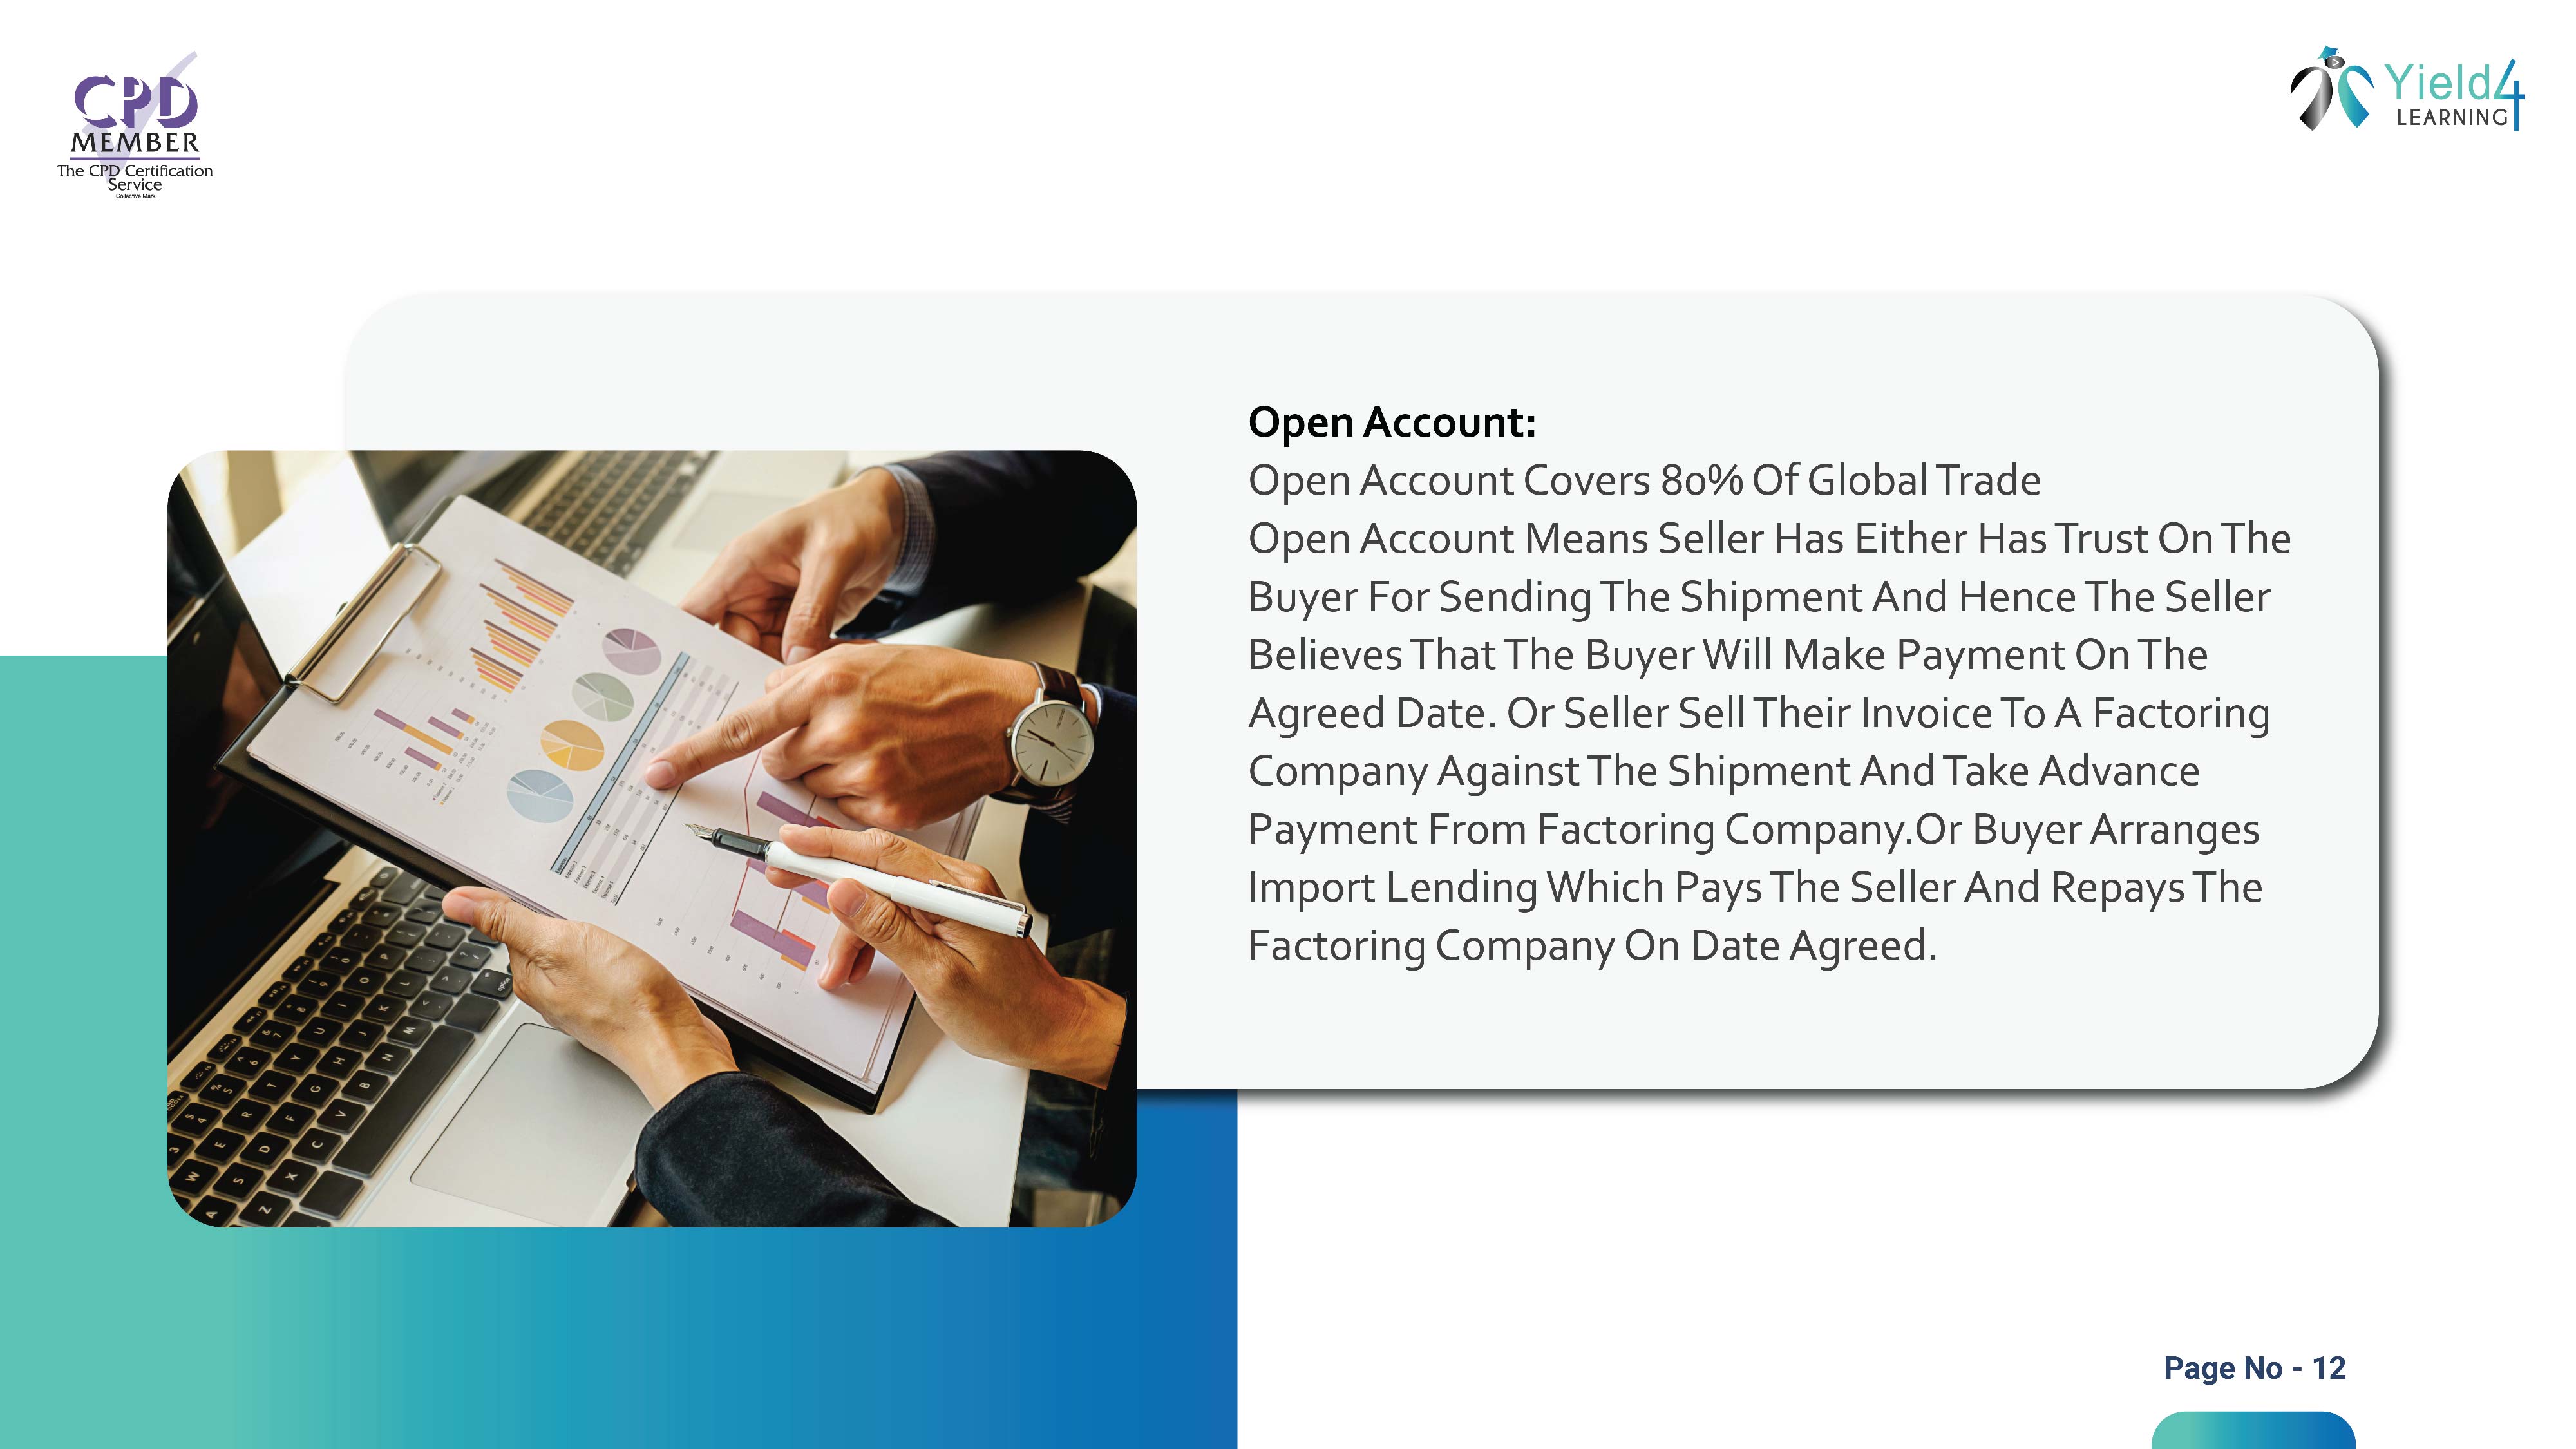 CPD
MEMBER
The CPD Certification
Service
Collective Mark
Yield4
LEARNING
Open Account:
Open Account Covers 80% Of Global Trade
Open Account Means Seller Has Either Has Trust On The
Buyer For Sending The Shipment And Hence The Seller
Believes That The Buyer Will Make Payment On The
Agreed Date. Or Seller Sell Their Invoice To A Factoring
Company Against The Shipment And Take Advance
Payment From Factoring Company.Or Buyer Arranges
Import Lending Which Pays The Seller And Repays The
Factoring Company On Date Agreed.
Page No - 12